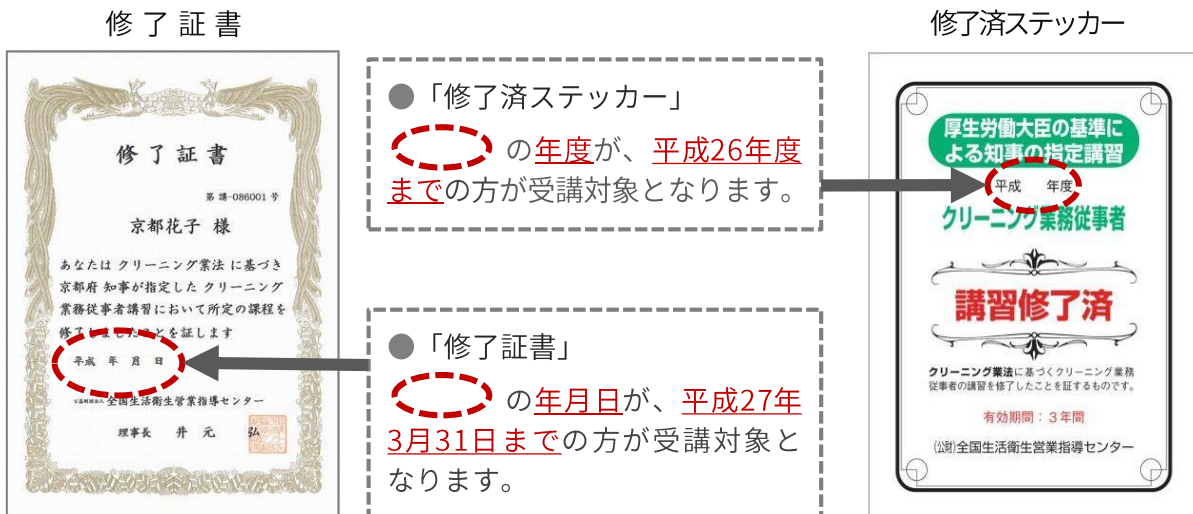 修了証書
修了証書
第 講-086001 号
京都花子 様
あなたは クリーニング業法 に基づき
京都府 知事が指定した クリーニング
業務従事者講習において所定の課程を
修了しましたことを証します
平成 年 月 日
公益財団法人 全国生活衛生営業指導センター
理事長 井 元 弘
●「修了済ステッカー」
の年度が、平成26年度
までの方が受講対象となります。
●「修了証書」
の年月日が、平成27年
3月31日までの方が受講対象と
なります。
修了済ステッカー
厚生労働大臣の基準に
よる知事の指定講習
平成 年度
クリーニング業務従事者
講習修了済
クリーニング業法に基づくクリーニング業務
従事者の講習を修了したことを証するものです。
有効期間：３年間
(公財)全国生活衛生営業指導センター